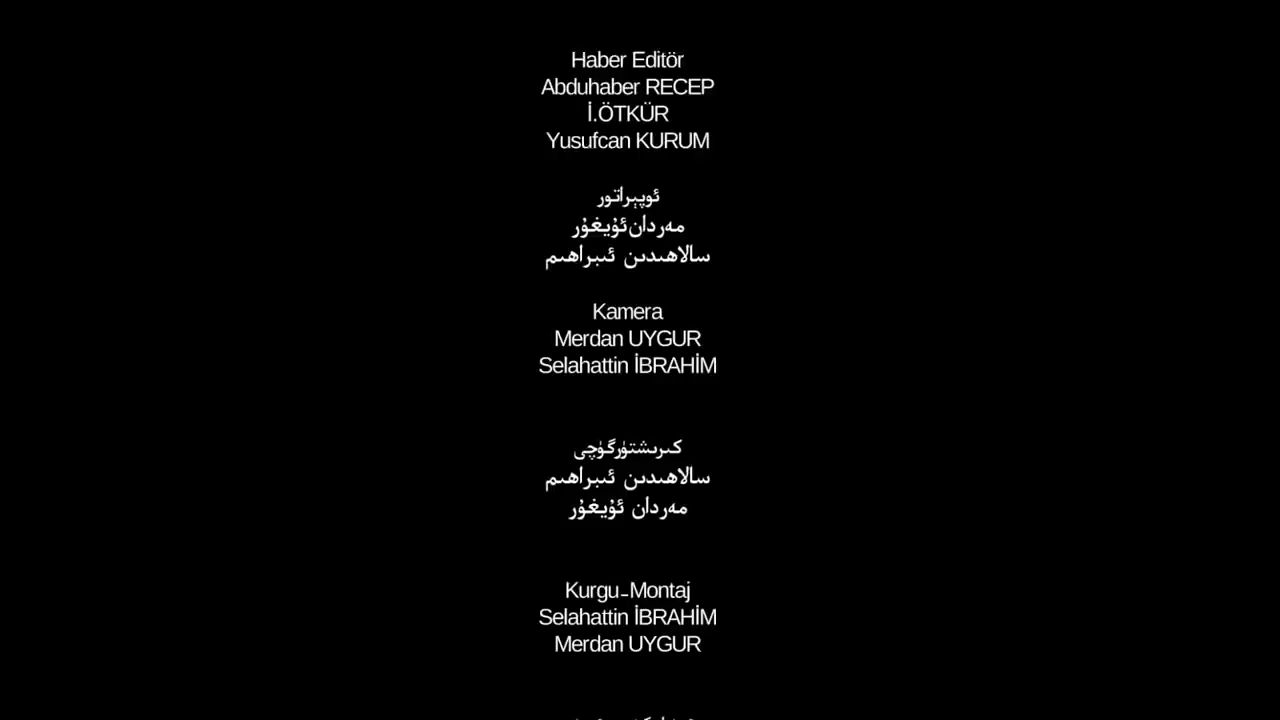 Haber Editör
Abduhaber RECEP
İ.ÖTKÜR
Yusufcan KURUM
ئوپېراتور
مەردان ئۇيغۇر
سالاھىدىن ئىبراھىم
Kamera
Merdan UYGUR
Selahattin İBRAHİM
كىرىشتۈرگۈچى
سالاھىدىن ئىبراھىم
مەردان ئۇيغۇر
Kurgu-Montaj
Selahattin İBRAHİM
Merdan UYGUR